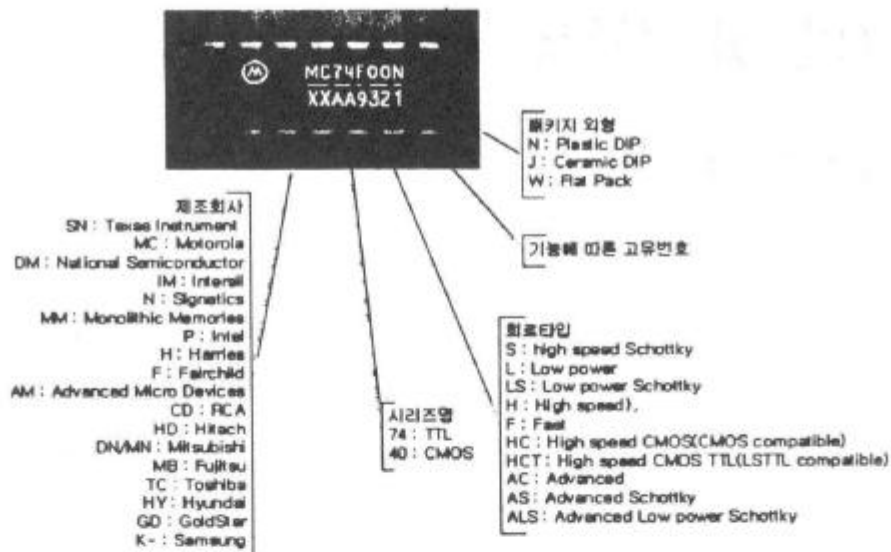 MC74F00N
XXAA9321
패키지 외형
N : Plastic DIP
J : Ceramic DIP
W : Flat Pack
기능에 따른 고유번호
제조회사
SN : Texas Instrument
MC : Motorola
DM : National Semiconductor
IM : Intersil
N : Signetics
MM : Monolithic Memories
P : Intel
H : Harries
F : Fairchild
AM : Advanced Micro Devices
CD : RCA
HD : Hitach
DN/MN : Mitsubishi
MB : Fujitsu
TC : Toshiba
HY : Hyundai
GD : GoldStar
K- : Samsung
시리즈명
74 : TTL
40 : CMOS
회로타입
S : high speed Schottky
L : Low power
LS : Low power Schottky
H : High speed),
F : Fast
HC : High speed CMOS(CMOS compatible)
HCT : High speed CMOS TTL(LSTTL compatible)
AC : Advanced
AS : Advanced Schottky
ALS : Advanced Low power Schottky